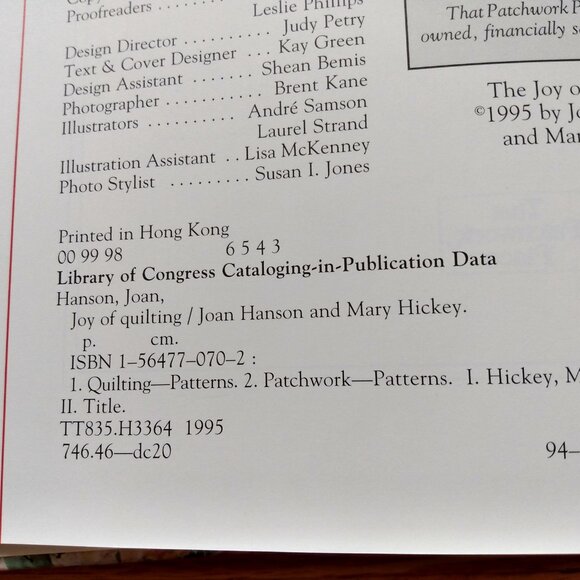 Proofreaders . . . . . . . . . .
Leslie Phillips
Judy Petry
Design Director . . . . . . . . . . Kay Green
Text & Cover Designer . . . Shean Bemis
Design Assistant . . . . . . . Brent Kane
Photographer . . . . . . . . . . . André Samson
Illustrators . . . . . . . . . . Laurel Strand
Illustration Assistant . . Lisa McKenney
Photo Stylist . . . . . . . . . Susan I. Jones
That Patchwork P
owned, financially s
The Joy o
©1995 by Jo
and Mar
Printed in Hong Kong
00 99 98 6 5 4 3
Library of Congress Cataloging-in-Publication Data
Hanson, Joan,
Joy of quilting / Joan Hanson and Mary Hickey.
p. cm.
ISBN 1–56477–070–2 :
1. Quilting—Patterns. 2. Patchwork—Patterns. I. Hickey, M
II. Title.
TT835.H3364 1995
746.46—dc20
94–